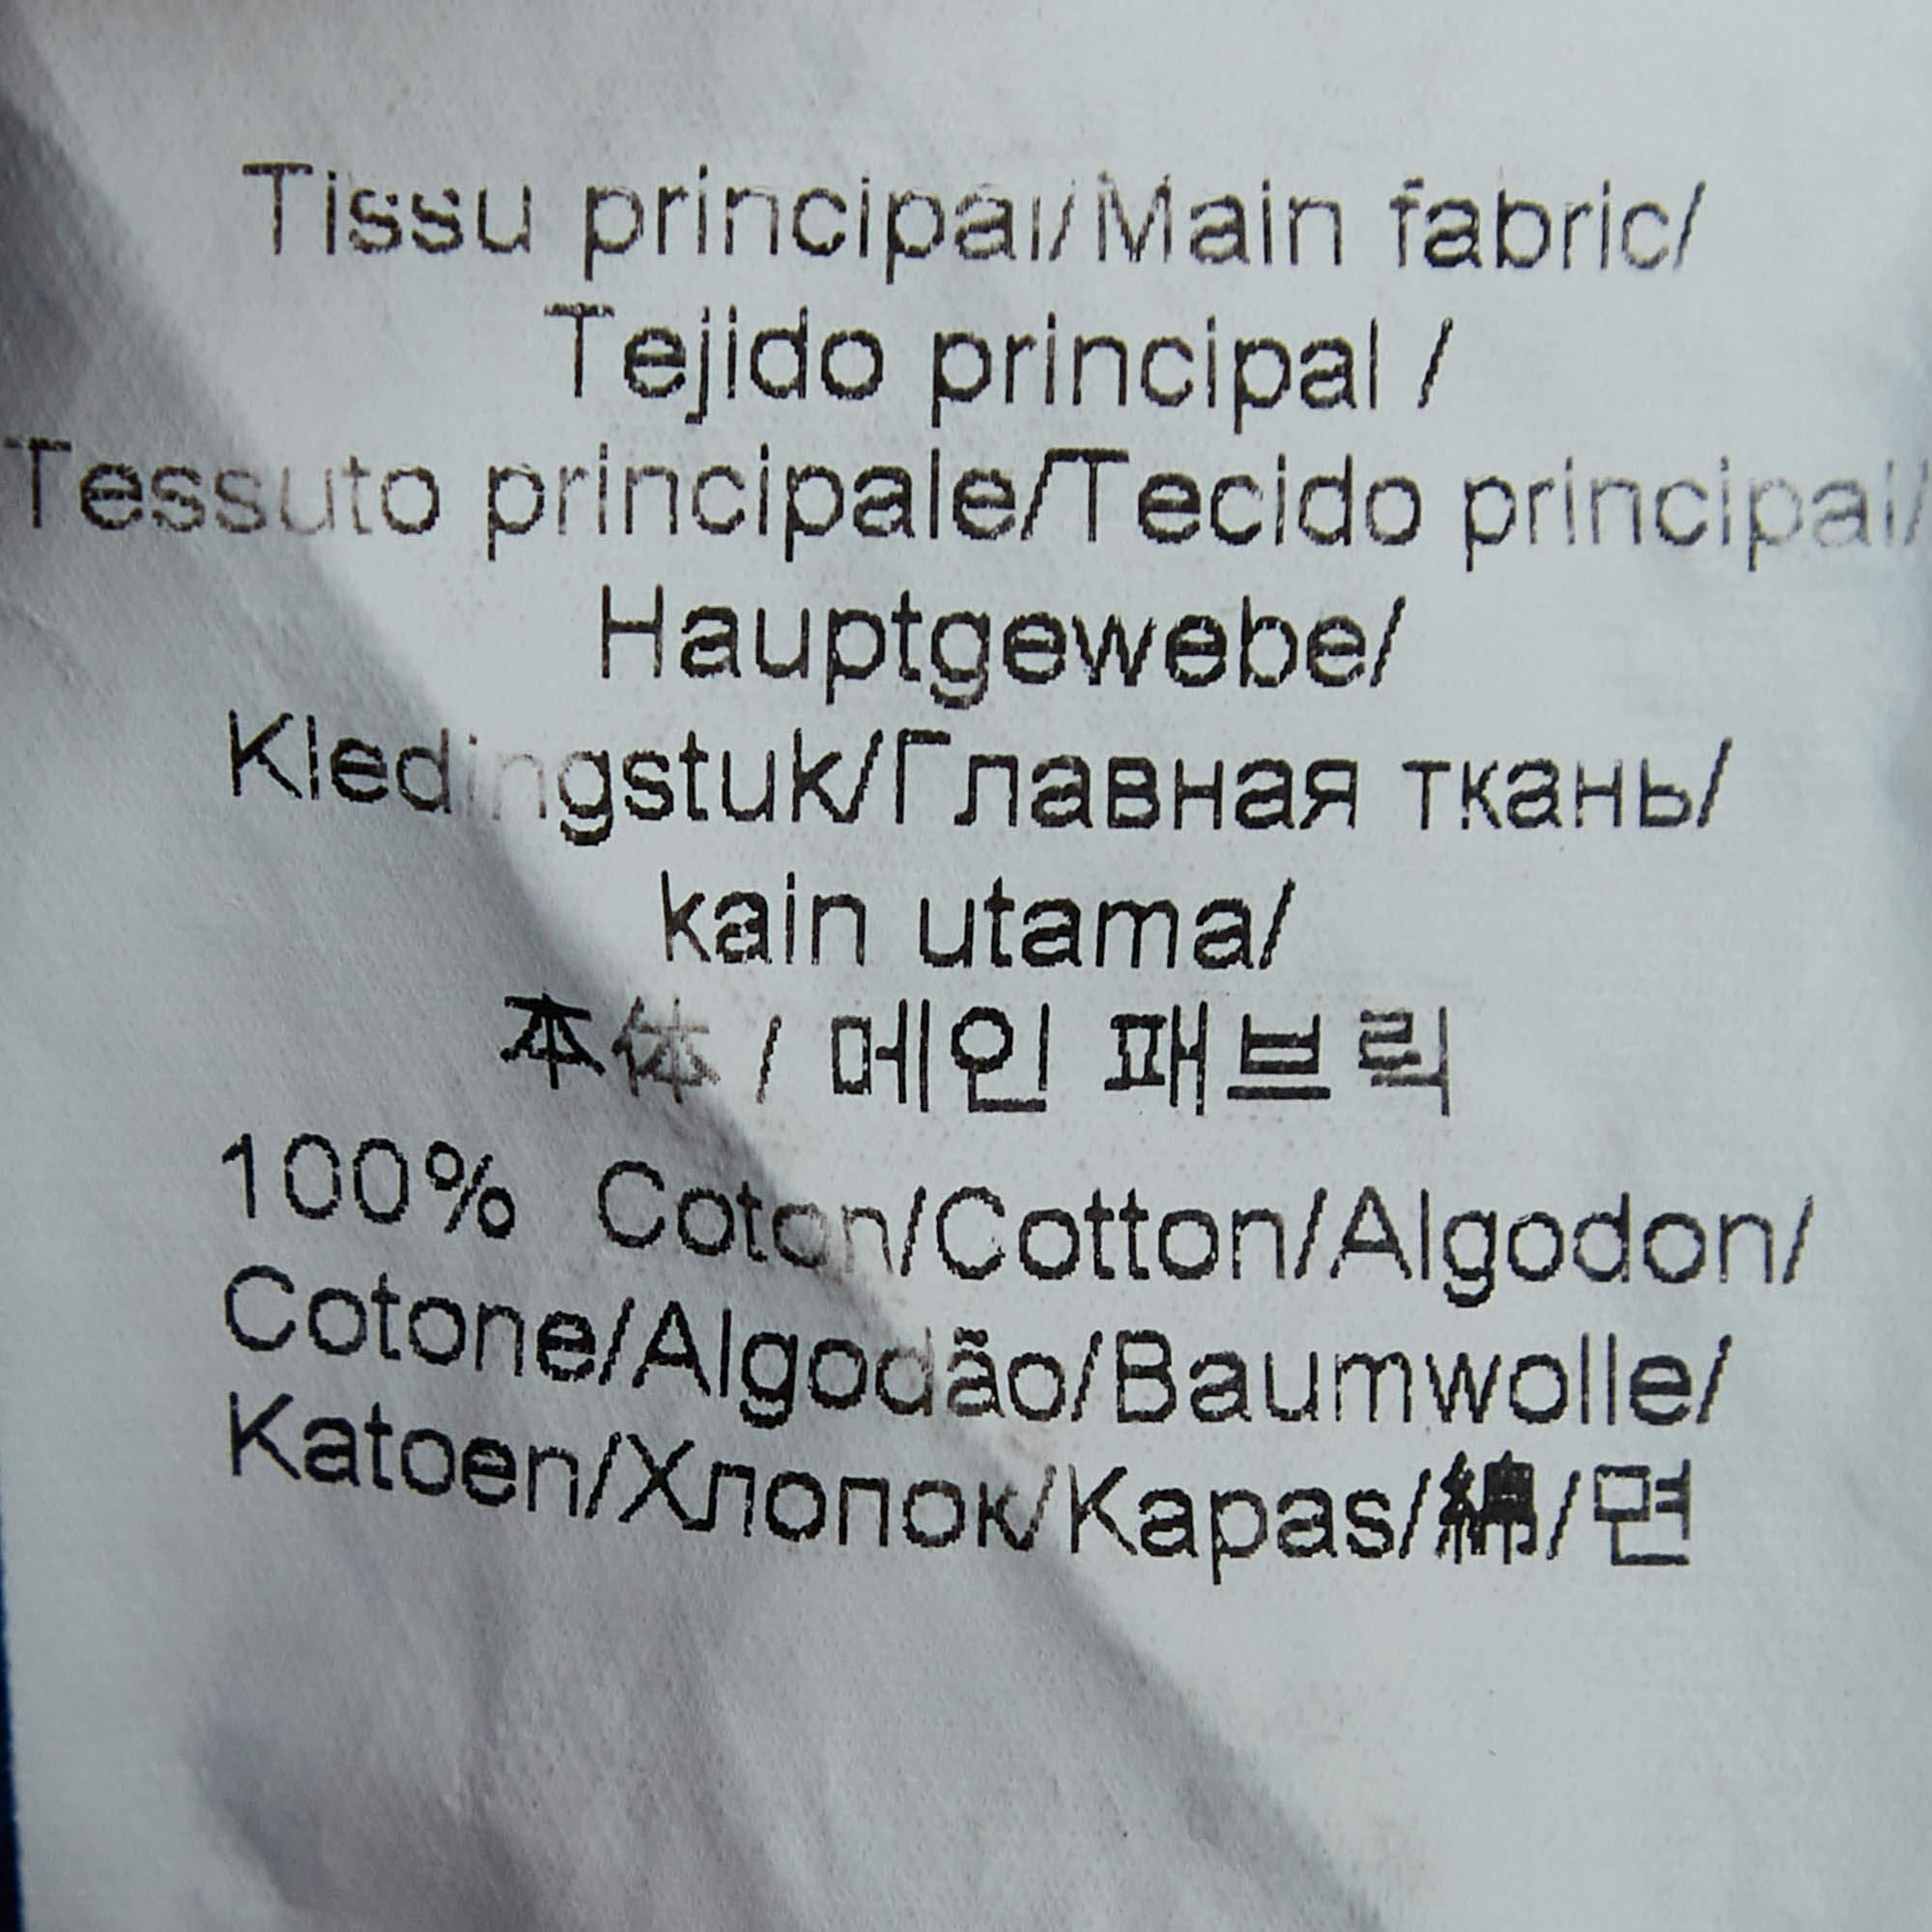 Tissu principal/Main fabric/
Tejido principal /
Tessuto principale/Tecido principal/
Hauptgewebe/
Kledingstuk/Главная ткань/
kain utama/
本体 / 메인 패브릭
100% Coton/Cotton/Algodon/
Cotone/Algodão/Baumwolle/
Katoen/Хлопок/Kapas/綿/면